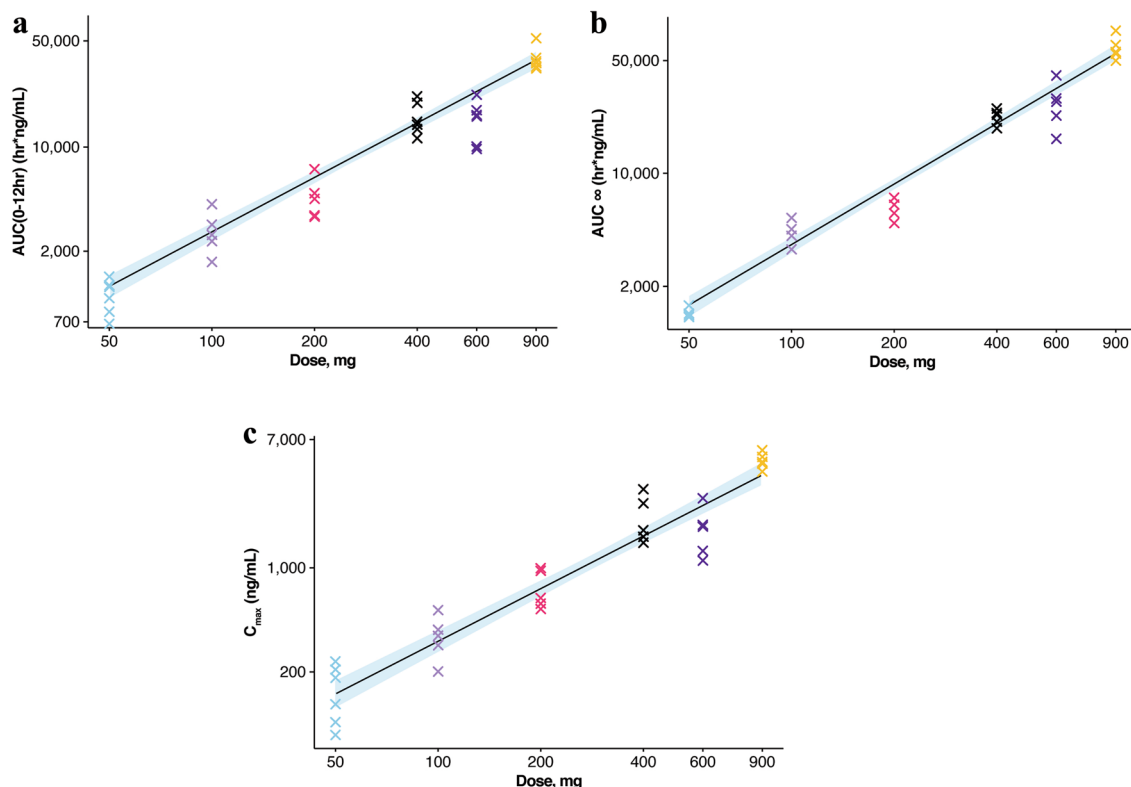 a
50,000
10,000
2,000
700
AUC(0-12hr) (hr*ng/mL)
50 100 200 400 600 900
Dose, mg
b
50,000
10,000
2,000
AUC ∞ (hr*ng/mL)
50 100 200 400 600 900
Dose, mg
c
7,000
1,000
200
Cmax (ng/mL)
50 100 200 400 600 900
Dose, mg